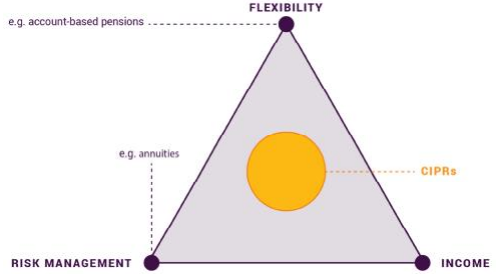 FLEXIBILITY
e.g. account-based pensions
e.g. annuities
CIPRs
RISK MANAGEMENT
INCOME